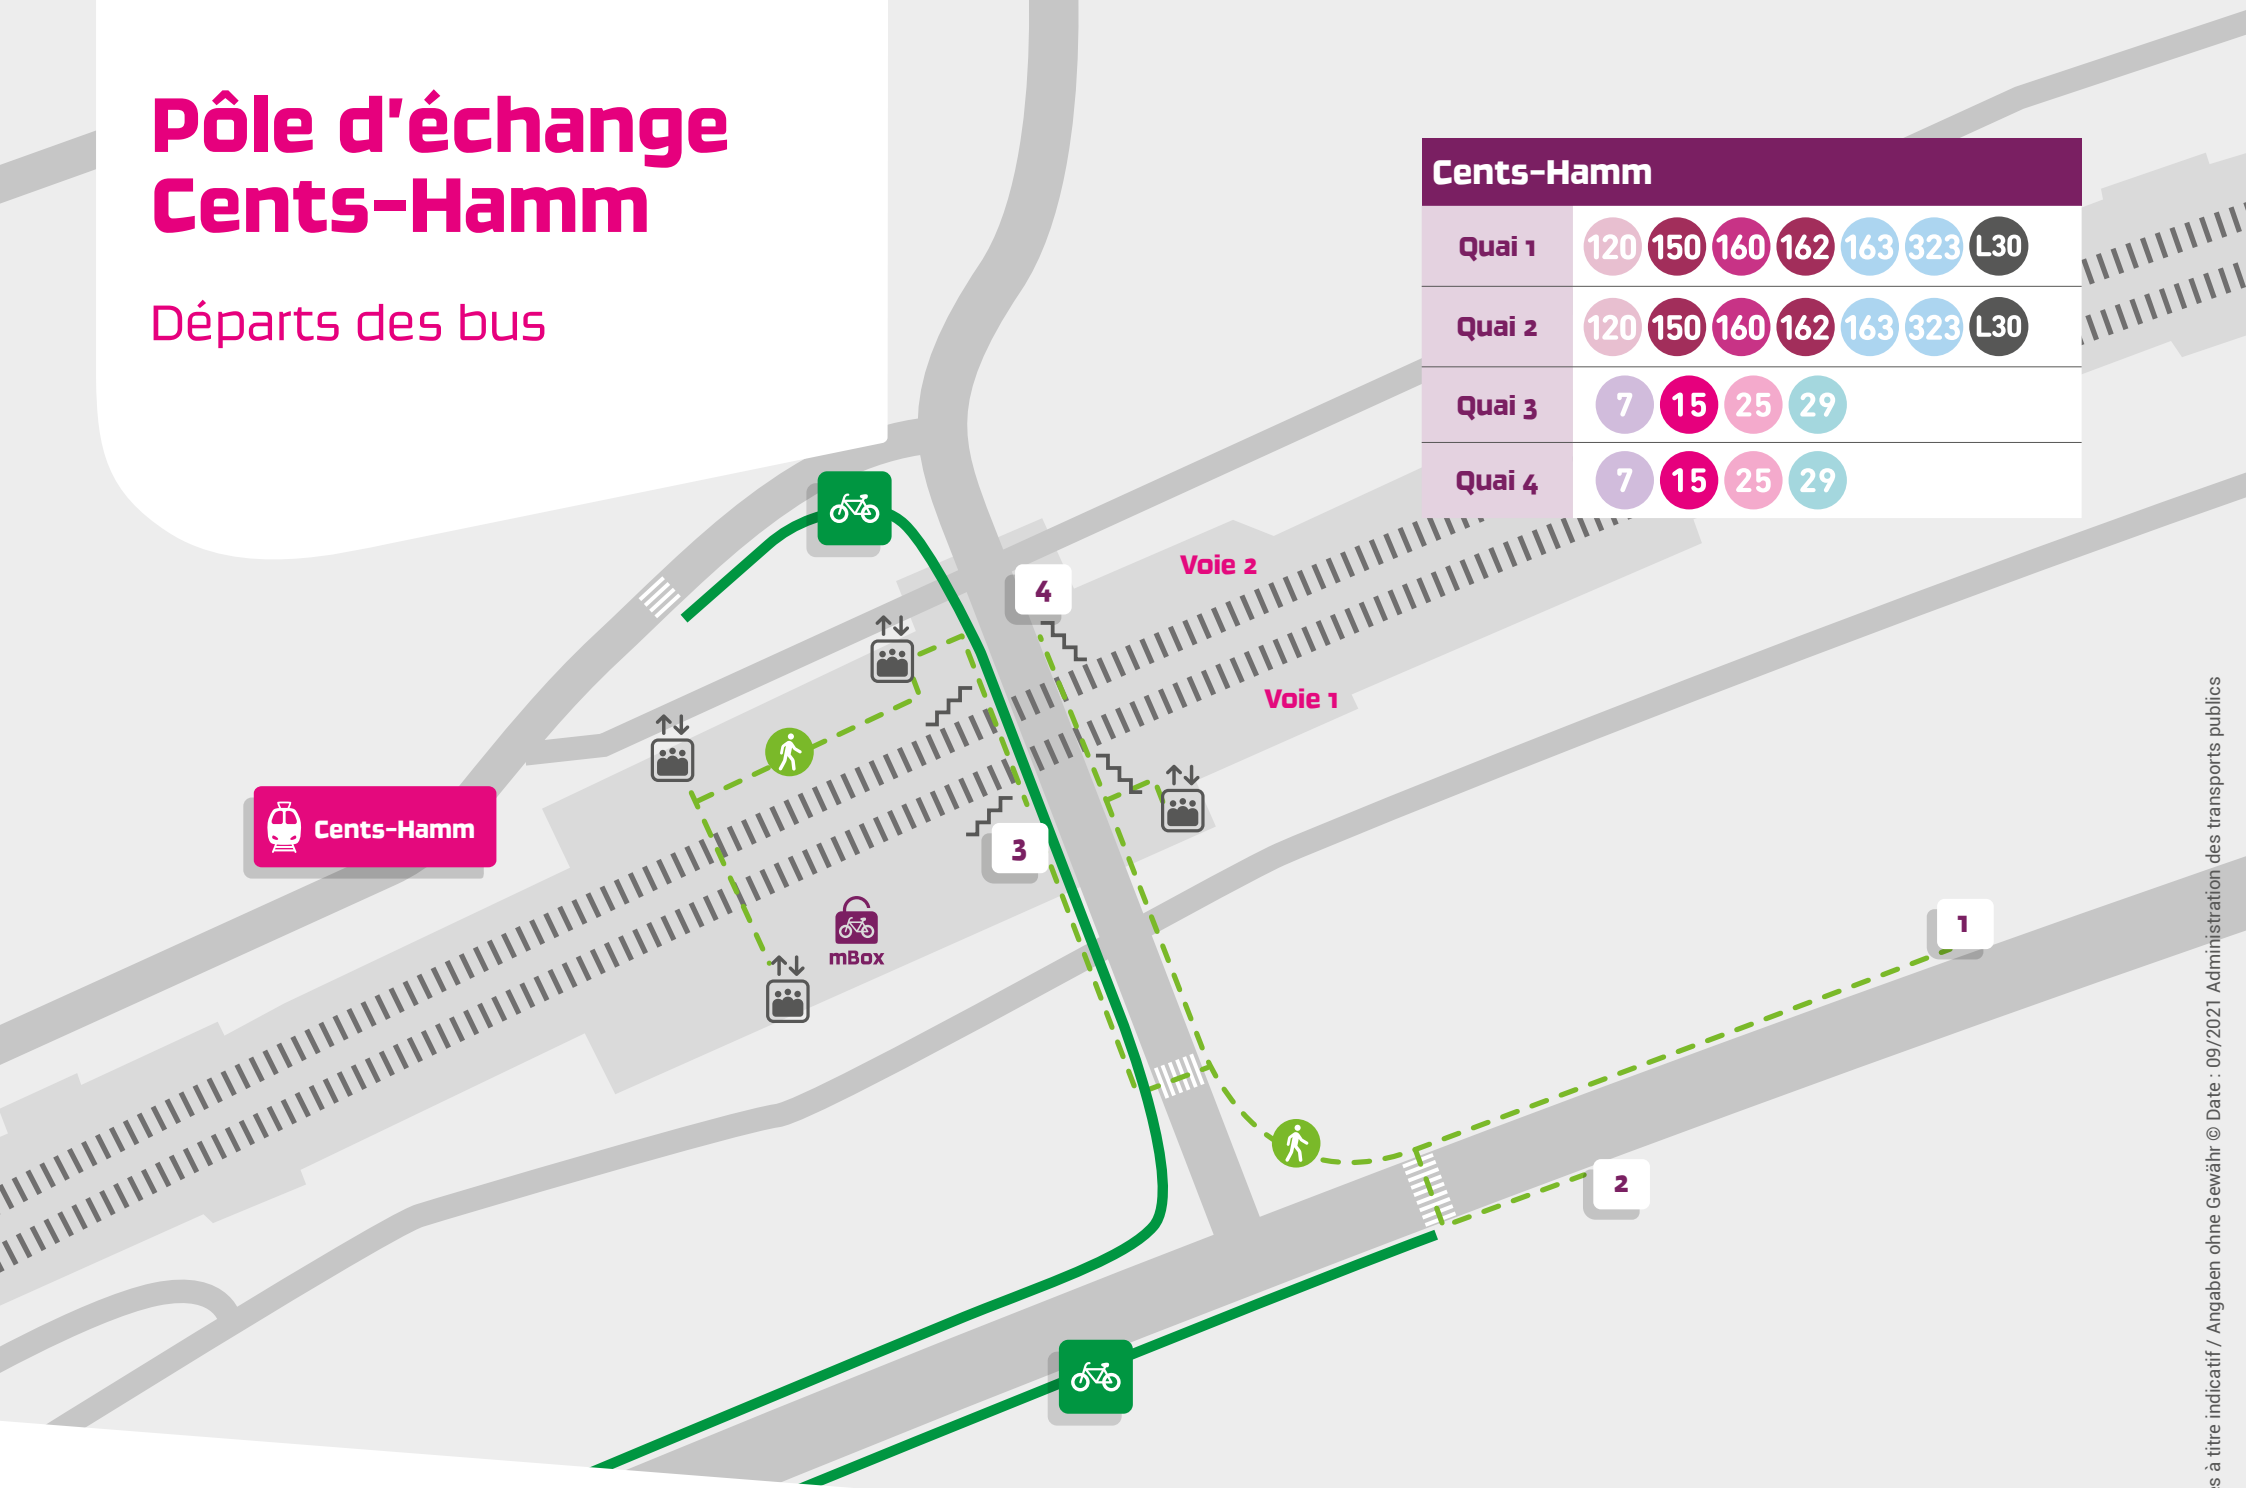 Pôle d'échange
Cents-Hamm
Départs des bus
Cents-Hamm
Quai 1 120 150 160 162 163 323 L30
Quai 2 120 150 160 162 163 323 L30
Quai 3 7 15 25 29
Quai 4 7 15 25 29
Voie 2
4
Voie 1
Cents-Hamm
3
mBox
1
2
à titre indicatif / Angaben ohne Gewähr © Date : 09/2021 Administration des transports publics